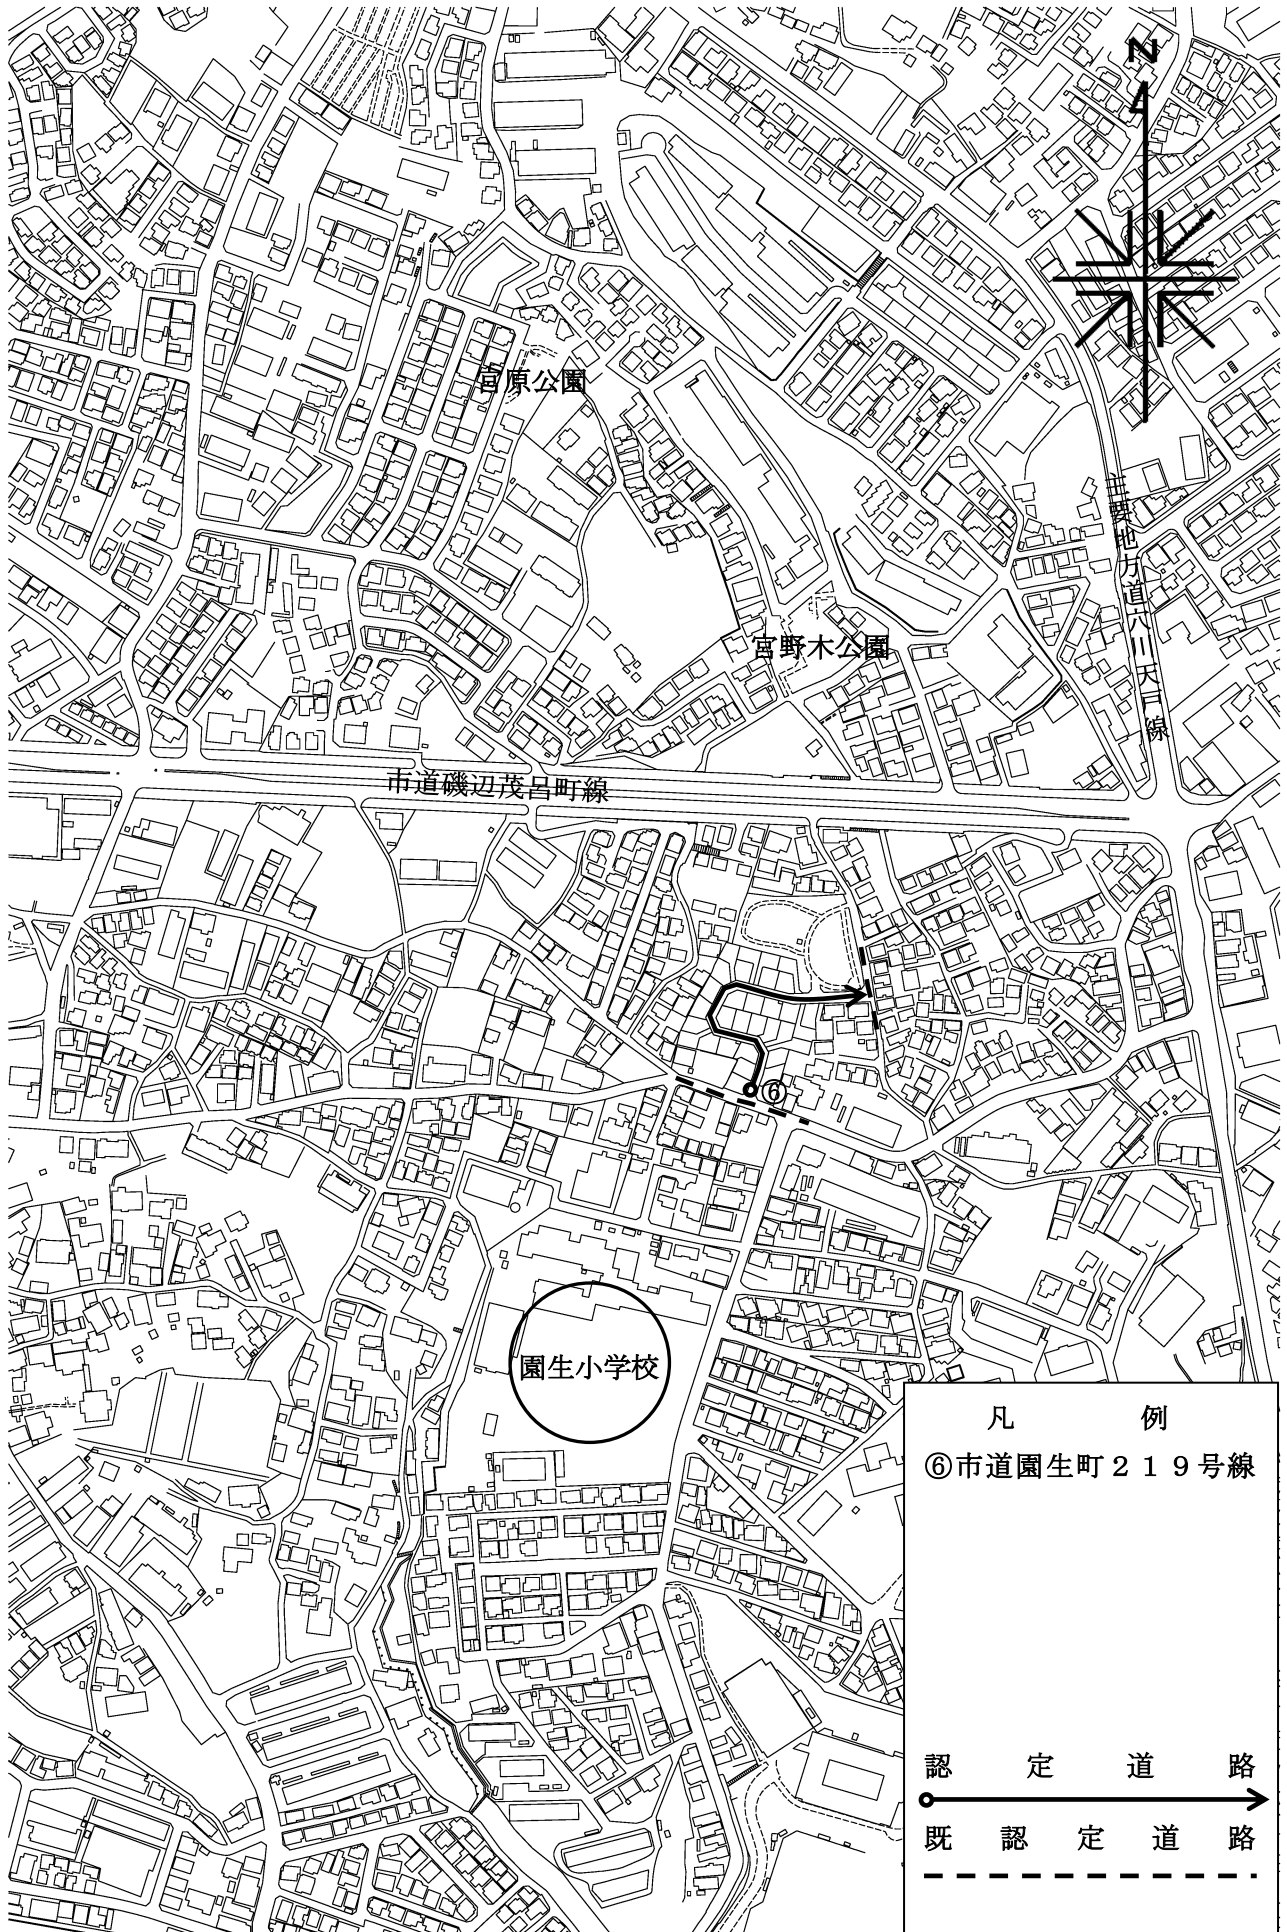 N
宮原公園
主要地方道穴川天戸線
宮野木公園
市道磯辺茂呂町線
⑥
園生小学校
凡例
⑥市道園生町219号線
認定道路
既認定道路